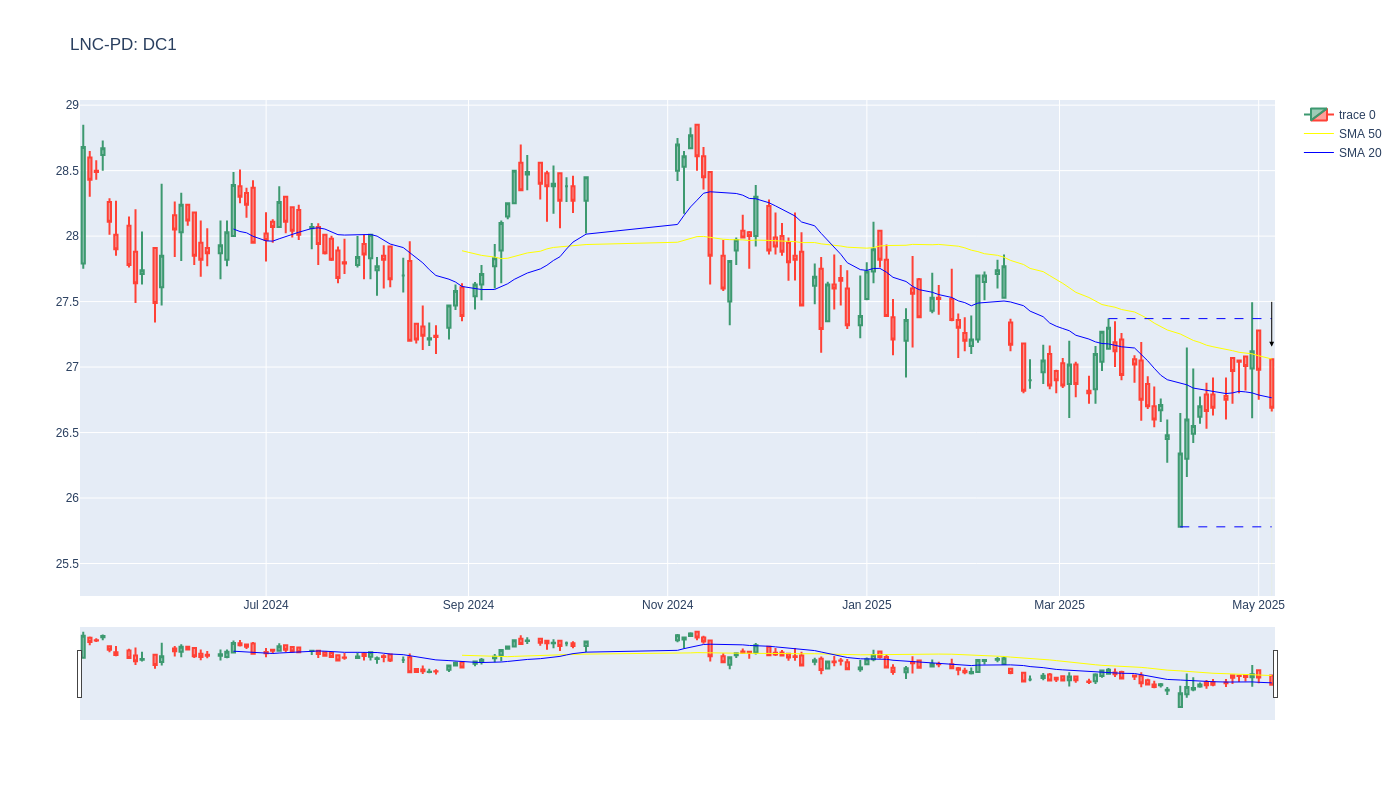 LNC-PD: DC1
29
28.5
28
27.5
27
26.5
26
25.5
Jul 2024
Sep 2024
Nov 2024
Jan 2025
Mar 2025
May 2025
trace 0
SMA 50
SMA 20